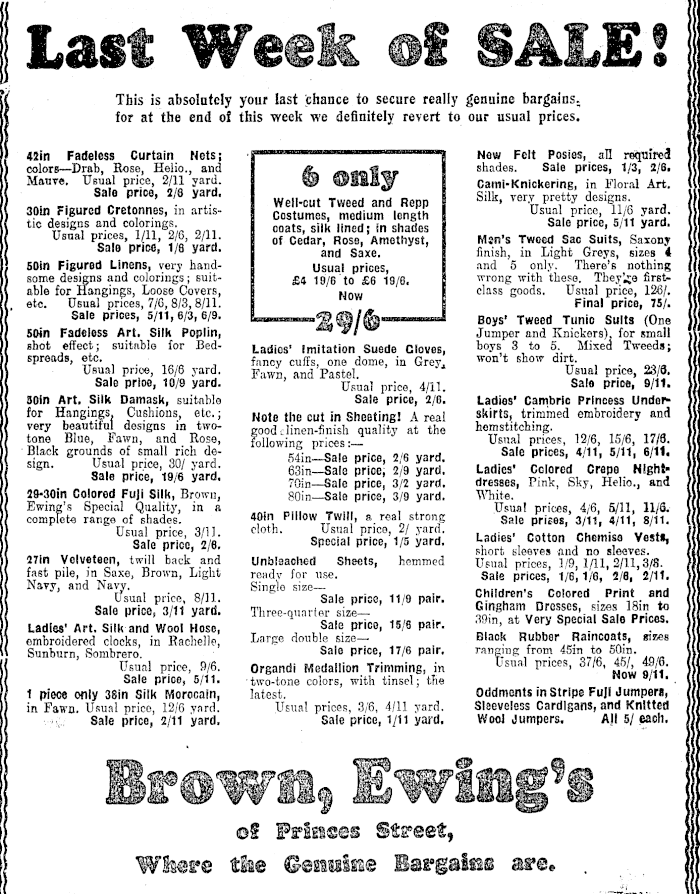 Last Week of SALE!
This is absolutely your last chance to secure really genuine bargains,
for at the end of this week we definitely revert to our usual prices.
42in Fadeless Curtain Nets;
colors—Drab, Rose, Helio., and
Mauve. Usual price, 2/11 yard.
Sale price, 2/6 yard.
30in Figured Cretonnes, in artis-
tic designs and colorings.
Usual prices, 1/11, 2/6, 2/11.
Sale price, 1/6 yard.
50in Figured Linens, very hand-
some designs and colorings; suit-
able for Hangings, Loose Covers,
etc. Usual prices, 7/6, 8/3, 8/11.
Sale prices, 5/11, 6/3, 6/9.
50in Fadeless Art. Silk Poplin,
shot effect; suitable for Bed-
spreads, etc.
Usual price, 16/6 yard.
Sale price, 10/9 yard.
50in Art. Silk Damask, suitable
for Hangings, Cushions, etc.;
very beautiful designs in two-
tone Blue, Fawn, and Rose,
Black grounds of small rich de-
sign. Usual price, 30/ yard.
Sale price, 19/6 yard.
29-30in Colored Fuji Silk, Brown,
Ewing's Special Quality, in a
complete range of shades.
Usual price, 3/11.
Sale price, 2/6.
27in Velveteen, twill back and
fast pile, in Saxe, Brown, Light
Navy, and Navy.
Usual price, 8/11.
Sale price, 3/11 yard.
Ladies' Art. Silk and Wool Hose,
embroidered clocks, in Rachelle,
Sunburn, Sombrero.
Usual price, 9/6.
Sale price, 5/11.
1 piece only 38in Silk Morocain,
in Fawn. Usual price, 12/6 yard.
Sale price, 2/11 yard.
6 only
Well-cut Tweed and Repp
Costumes, medium length
coats, silk lined; in shades
of Cedar, Rose, Amethyst,
and Saxe.
Usual prices,
£4 19/6 to £6 19/6.
Now
29/6
Ladies' Imitation Suede Gloves,
fancy cuffs, one dome, in Grey,
Fawn, and Pastel.
Usual price, 4/11.
Sale price, 2/6.
Note the cut in Sheeting! A real
good linen-finish quality at the
following prices:—
54in—Sale price, 2/6 yard.
63in—Sale price, 2/9 yard.
70in—Sale price, 3/2 yard.
80in—Sale price, 3/9 yard.
40in Pillow Twill, a real strong
cloth. Usual price, 2/ yard.
Special price, 1/5 yard.
Unbleached Sheets, hemmed
ready for use.
Single size—
Sale price, 11/9 pair.
Three-quarter size—
Sale price, 15/6 pair.
Large double size—
Sale price, 17/6 pair.
Organdi Medallion Trimming, in
two-tone colors, with tinsel; the
latest.
Usual prices, 3/6, 4/11 yard.
Sale price, 1/11 yard.
New Felt Posies, all required
shades. Sale prices, 1/3, 2/6.
Cami-Knickering, in Floral Art.
Silk, very pretty designs.
Usual price, 11/6 yard.
Sale price, 5/11 yard.
Men's Tweed Sac Suits, Saxony
finish, in Light Greys, sizes 4
and 5 only. There's nothing
wrong with these. They're first-
class goods. Usual price, 126/.
Final price, 75/.
Boys' Tweed Tunic Suits (One
Jumper and Knickers), for small
boys 3 to 5. Mixed Tweeds;
won't show dirt.
Usual price, 23/6.
Sale price, 9/11.
Ladies' Cambric Princess Under-
skirts, trimmed embroidery and
hemstitching.
Usual prices, 12/6, 15/6, 17/6.
Sale prices, 4/11, 5/11, 6/11.
Ladies' Colored Crepe Night-
dresses, Pink, Sky, Helio., and
White.
Usual prices, 4/6, 5/11, 11/6.
Sale prices, 3/11, 4/11, 8/11.
Ladies' Cotton Chemise Vests,
short sleeves and no sleeves.
Usual prices, 1/9, 1/11, 2/11, 3/8.
Sale prices, 1/6, 1/6, 2/6, 2/11.
Children's Colored Print and
Gingham Dresses, sizes 18in to
39in, at Very Special Sale Prices.
Black Rubber Raincoats, sizes
ranging from 45in to 50in.
Usual prices, 37/6, 45/, 49/6.
Now 9/11.
Oddments in Stripe Fuji Jumpers,
Sleeveless Cardigans, and Knitted
Wool Jumpers. All 5/ each.
Brown, Ewing's
of Princes Street,
Where the Genuine Bargains are.